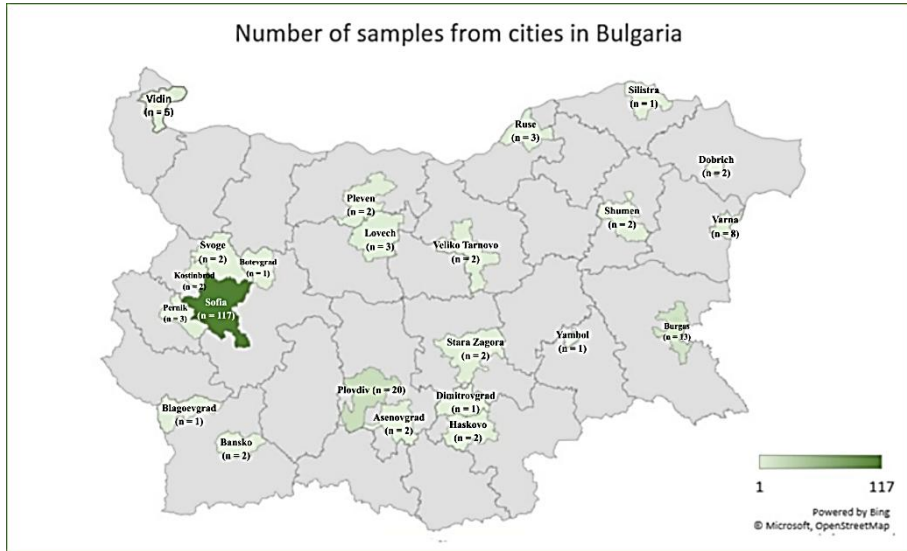 Number of samples from cities in Bulgaria
Vidin
(n = 5)
Silistra
(n = 1)
Ruse
(n = 3)
Dobrich
(n = 2)
Pleven
(n = 2)
Shumen
(n = 2)
Varna
(n = 8)
Lovech
(n = 3)
Veliko Tarnovo
(n = 2)
Svoge
(n = 2)
Botevgrad
(n = 1)
Kostinbrod
(n = 2)
Sofia
(n = 117)
Pernik
(n = 3)
Burgas
(n = 13)
Yambol
(n = 1)
Stara Zagora
(n = 2)
Plovdiv (n = 20)
Dimitrovgrad
(n = 1)
Asenovgrad
(n = 2)
Haskovo
(n = 2)
Blagoevgrad
(n = 1)
Bansko
(n = 2)
1 117
Powered by Bing
© Microsoft, OpenStreetMap